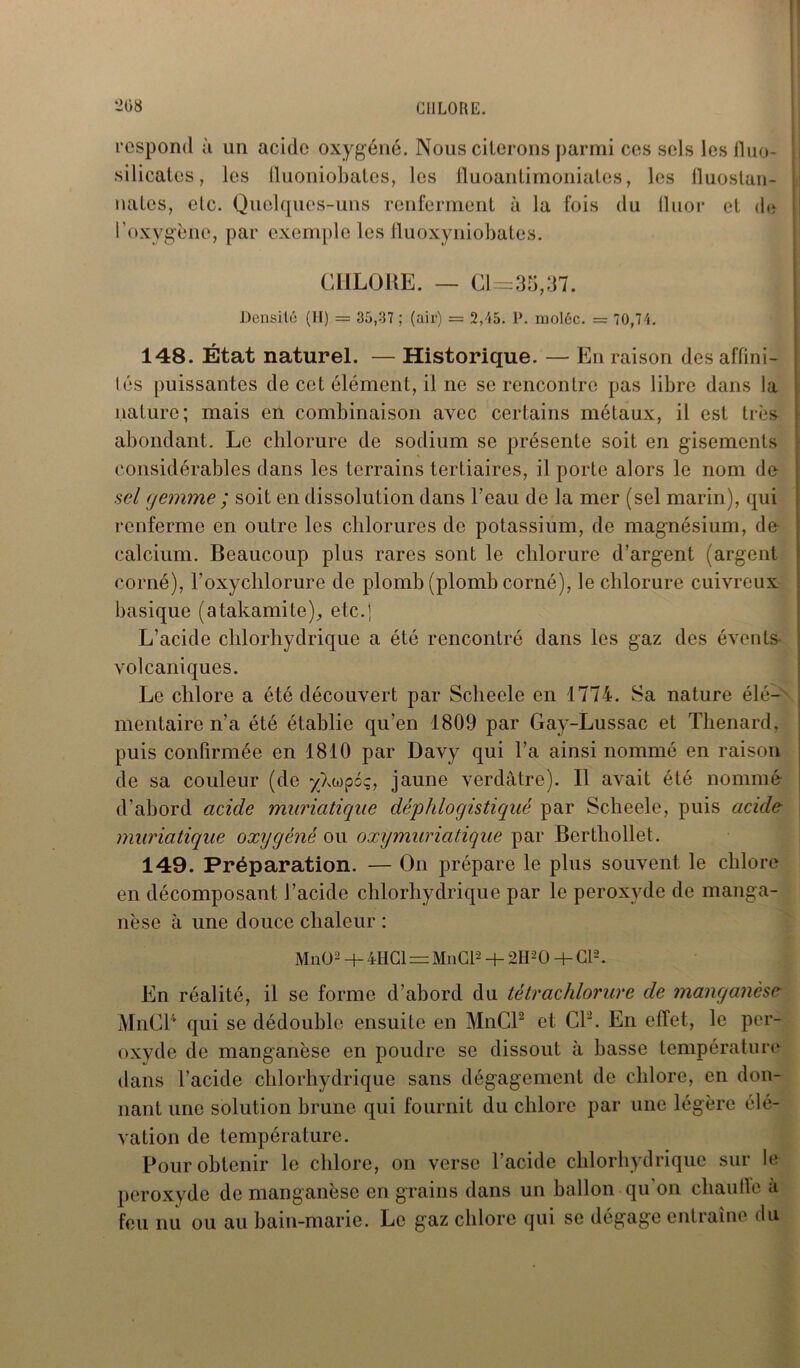 268
CHLORE.
respond à un acide oxygéné. Nous citerons parmi ces sels les fluo-
silicates, les fluoniobates, les fluoantimoniates, les fluostan-
nates, etc. Quelques-uns renferment à la fois du fluor et de
l'oxygène, par exemple les fluoxyniobates.
CHLORE. — Cl=35,37.
Densité (H) = 35,37 ; (air) = 2,45. P. moléc. = 70,74.
148. État naturel. — Historique. — En raison des affini-
tés puissantes de cet élément, il ne se rencontre pas libre dans la
nature; mais en combinaison avec certains métaux, il est très
abondant. Le chlorure de sodium se présente soit en gisements
considérables dans les terrains tertiaires, il porte alors le nom de
sel gemme ; soit en dissolution dans l'eau de la mer (sel marin), qui
renferme en outre les chlorures de potassium, de magnésium, de
calcium. Beaucoup plus rares sont le chlorure d'argent (argent
corné), l'oxychlorure de plomb (plomb corné), le chlorure cuivreux
basique (atakamite), etc.]
L'acide chlorhydrique a été rencontré dans les gaz des évents
volcaniques.
Le chlore a été découvert par Scheele en 1774. Sa nature élé-
mentaire n'a été établie qu'en 1809 par Gay-Lussac et Thenard,
puis confirmée en 1810 par Davy qui l'a ainsi nommé en raison
de sa couleur (de χλωρός, jaune verdâtre). Il avait été nommé
d'abord acide muriatique déphlogistiqué par Scheele, puis acide
muriatique oxygéné ou oxymuriatique par Berthollet.
149. Préparation. — On prépare le plus souvent le chlore
en décomposant l'acide chlorhydrique par le peroxyde de manga-
nèse à une douce chaleur :
MnO² + 4HCl = MnCl² + 2H²O + Cl².
En réalité, il se forme d'abord du tétrachlorure de manganèse
MnCl⁴ qui se dédouble ensuite en MnCl² et Cl². En effet, le per-
oxyde de manganèse en poudre se dissout à basse température
dans l'acide chlorhydrique sans dégagement de chlore, en don-
nant une solution brune qui fournit du chlore par une légère élé-
vation de température.
Pour obtenir le chlore, on verse l'acide chlorhydrique sur le
peroxyde de manganèse en grains dans un ballon qu'on chauffe à
feu nu ou au bain-marie. Le gaz chlore qui se dégage entraîne du